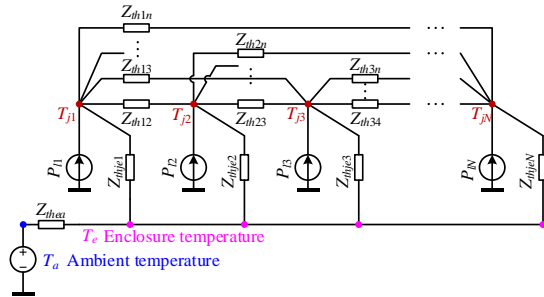 Z_th1n
Z_th2n
Z_th13
Z_th3n
T_j1 Z_th12 T_j2 Z_th23 T_j3 Z_th34 T_jN
P_l1 Z_thje1 P_l2 Z_thje2 P_l3 Z_thje3 P_lN Z_thjeN
Z_thea
T_e Enclosure temperature
T_a Ambient temperature